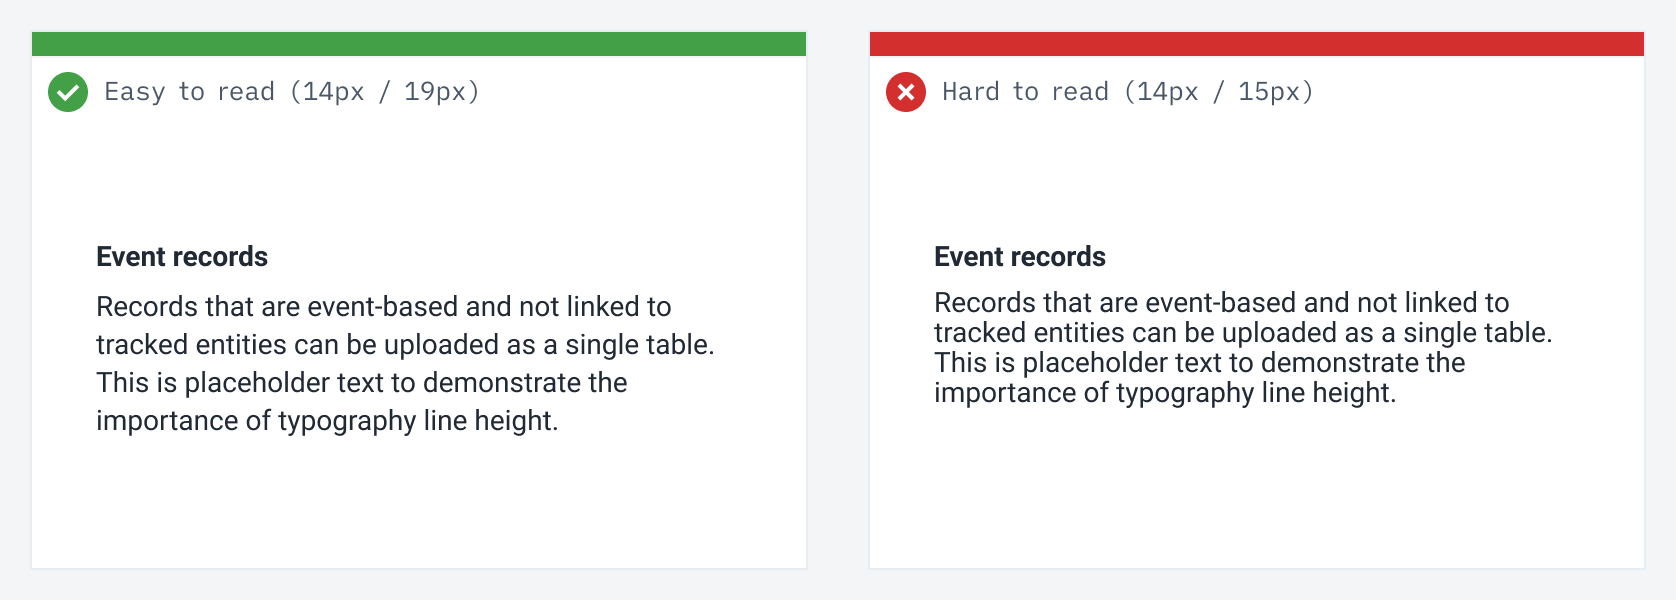 Easy to read (14px / 19px)
Event records
Records that are event-based and not linked to
tracked entities can be uploaded as a single table.
This is placeholder text to demonstrate the
importance of typography line height.
Hard to read (14px / 15px)
Event records
Records that are event-based and not linked to
tracked entities can be uploaded as a single table.
This is placeholder text to demonstrate the
importance of typography line height.